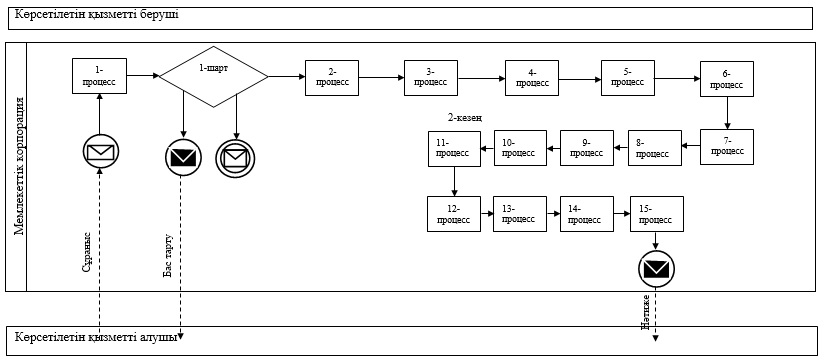 Көрсетілетін қызметті беруші
Мемлекеттік корпорация
1-
процесс
1-шарт
2-
процесс
3-
процесс
4-
процесс
5-
процесс
6-
процесс
2-кезең
11-
процесс
10-
процесс
9-
процесс
8-
процесс
7-
процесс
12-
процесс
13-
процесс
14-
процесс
15-
процесс
Сұраныс
Бас тарту
Нәтиже
Көрсетілетін қызметті алушы